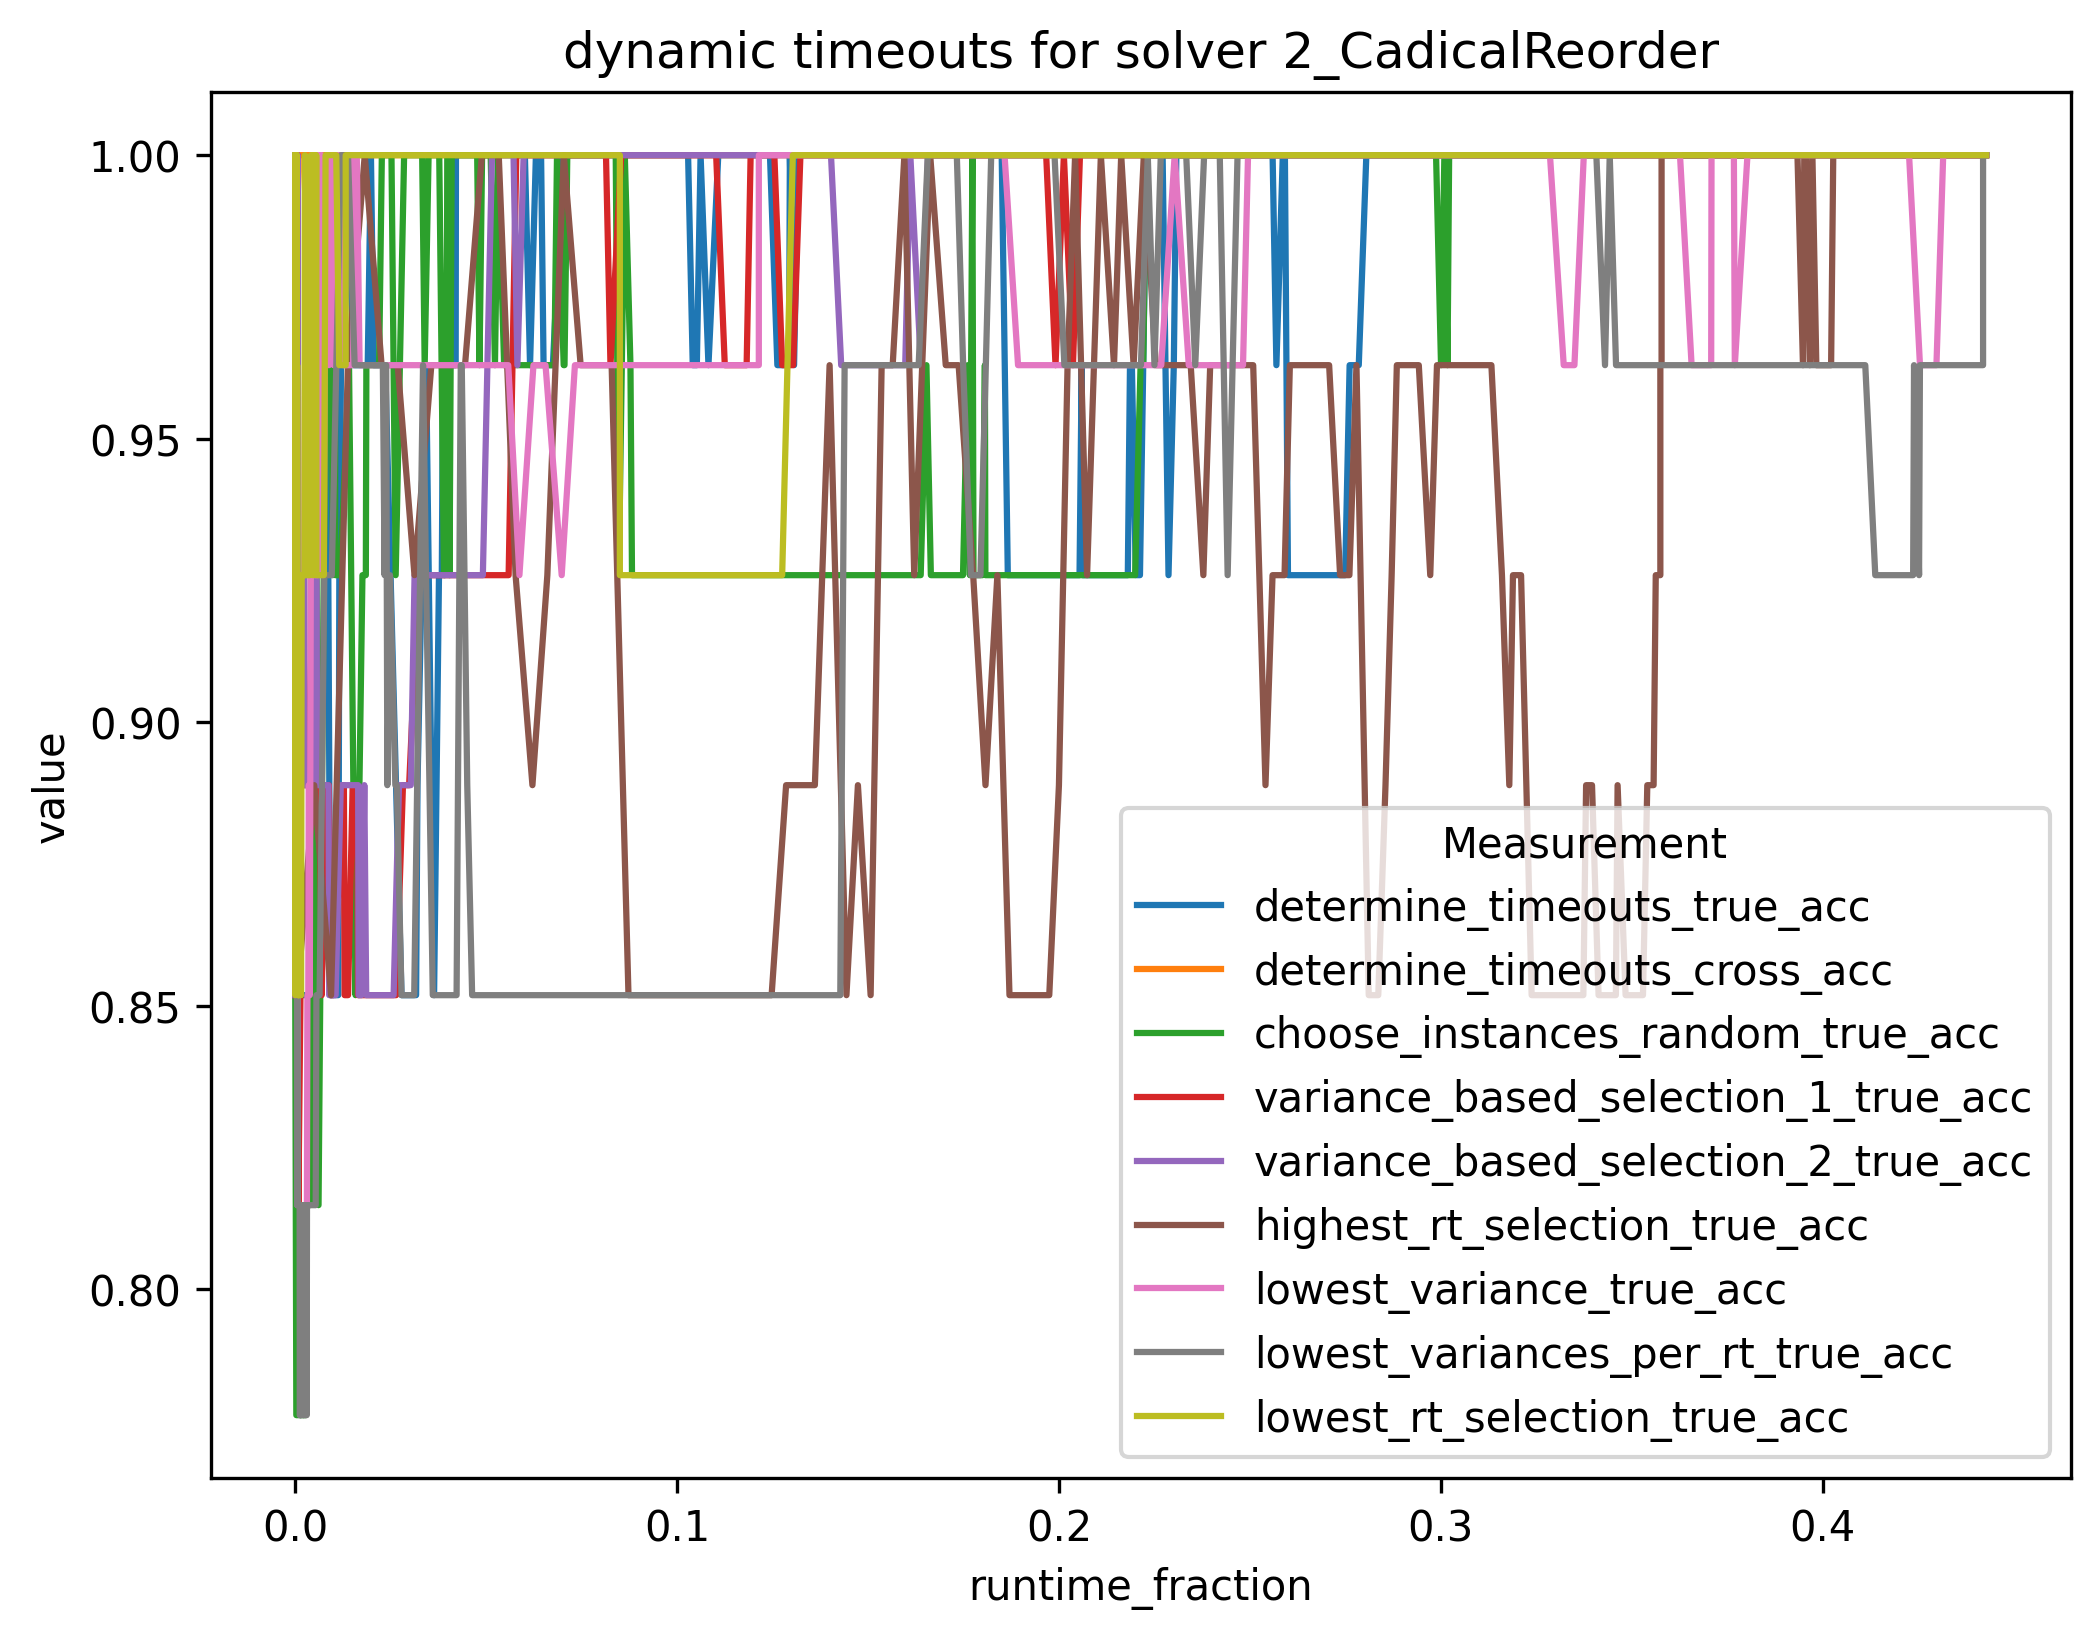 dynamic timeouts for solver 2_CadicalReorder
1.00
0.95
0.90
0.85
0.80
value
Measurement
determine_timeouts_true_acc
determine_timeouts_cross_acc
choose_instances_random_true_acc
variance_based_selection_1_true_acc
variance_based_selection_2_true_acc
highest_rt_selection_true_acc
lowest_variance_true_acc
lowest_variances_per_rt_true_acc
lowest_rt_selection_true_acc
0.0 0.1 0.2 0.3 0.4
runtime_fraction